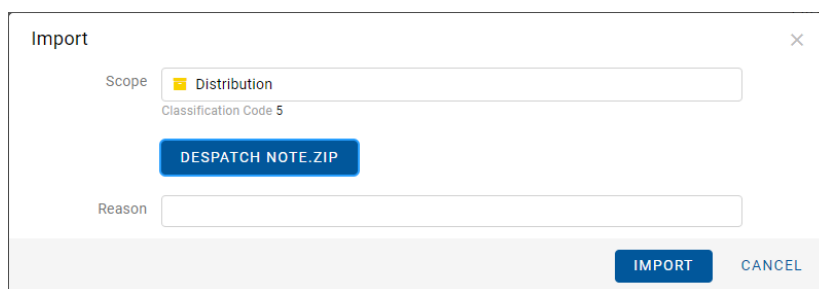 Import
Scope
Distribution
Classification Code 5
DESPATCH NOTE.ZIP
Reason
IMPORT CANCEL